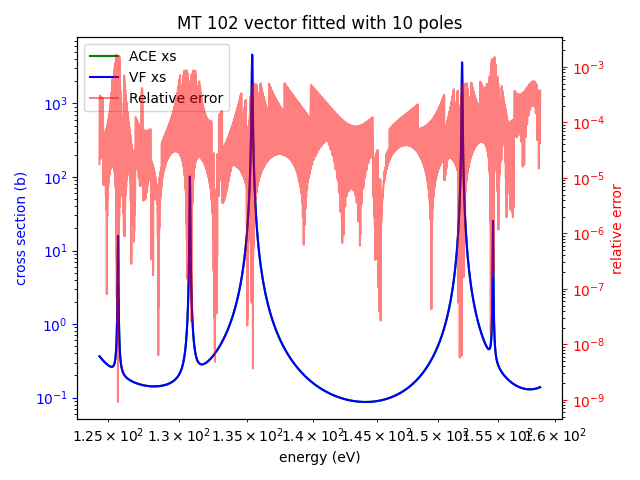 MT 102 vector fitted with 10 poles
ACE xs
VF xs
Relative error
10³
10²
10¹
10⁰
10⁻¹
cross section (b)
10⁻³
10⁻⁴
10⁻⁵
10⁻⁶
10⁻⁷
10⁻⁸
10⁻⁹
relative error
1.25 × 10² 1.3 × 10² 1.35 × 10² 1.4 × 10² 1.45 × 10² 1.5 × 10² 1.55 × 10² 1.6 × 10²
energy (eV)